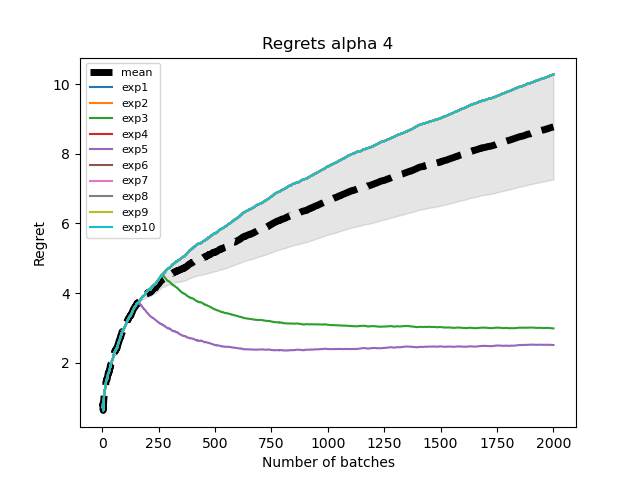 Regrets alpha 4
mean
exp1
exp2
exp3
exp4
exp5
exp6
exp7
exp8
exp9
exp10
10
8
6
4
2
Regret
0 250 500 750 1000 1250 1500 1750 2000
Number of batches